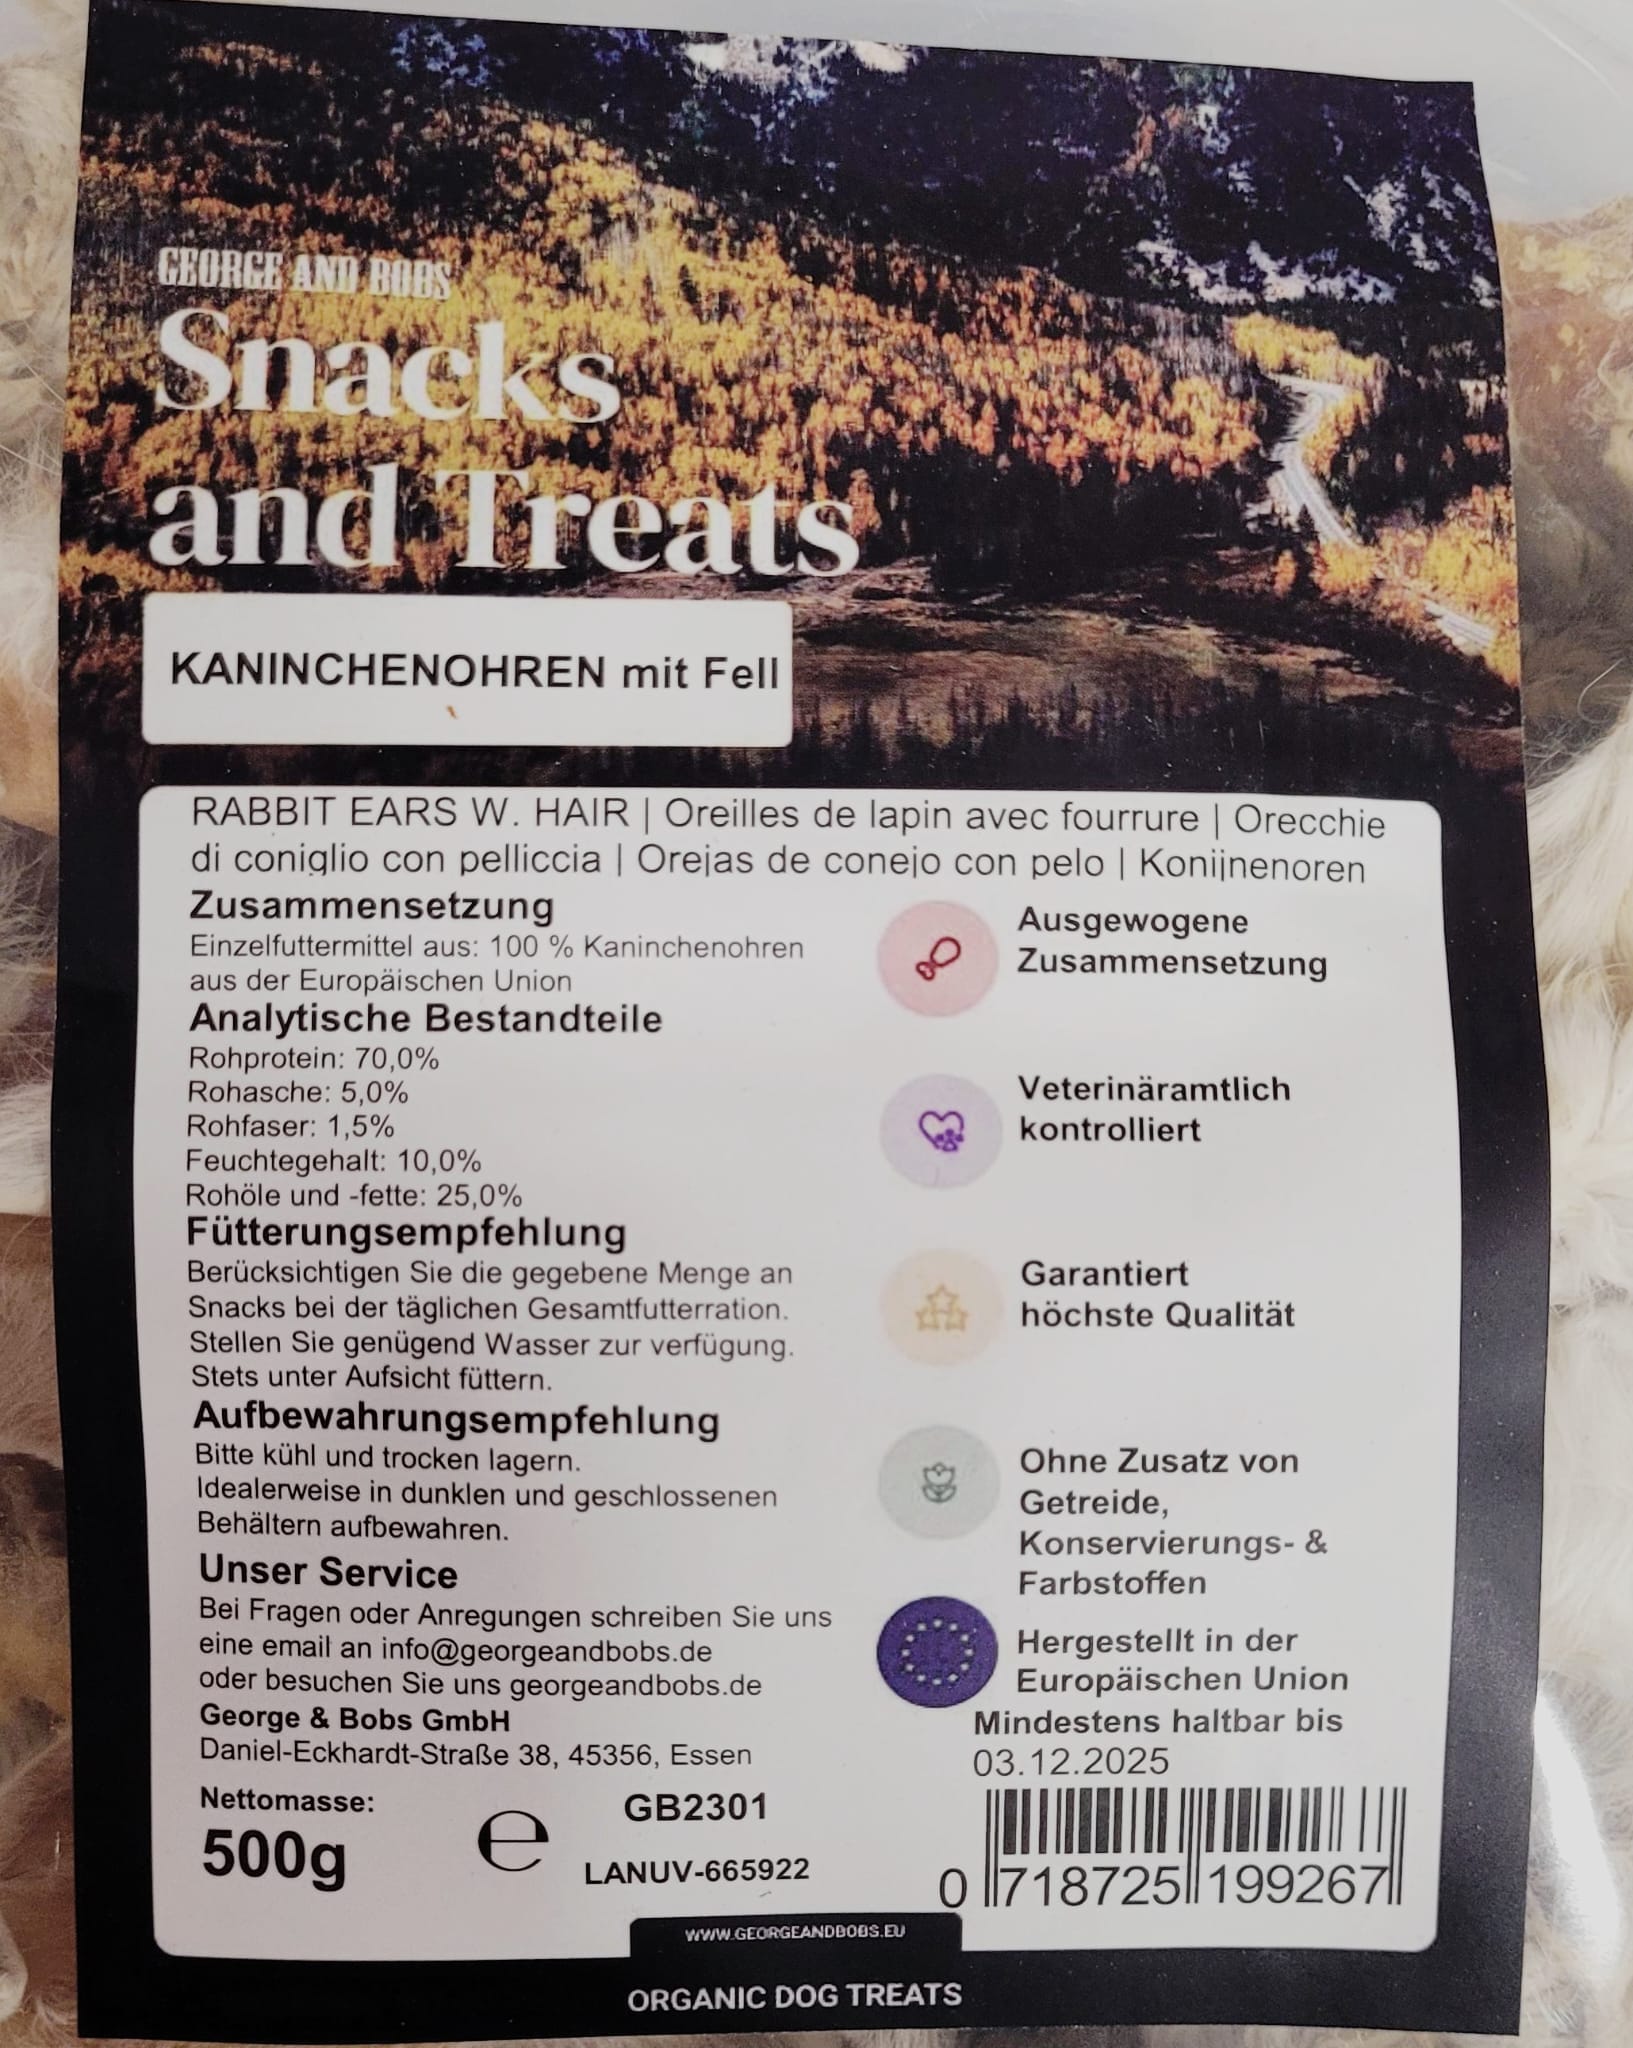 GEORGE AND BOBS
Snacks
and Treats
KANINCHENOHREN mit Fell
RABBIT EARS W. HAIR | Oreilles de lapin avec fourrure | Orecchie
di coniglio con pelliccia | Orejas de conejo con pelo | Konijnenoren
Zusammensetzung
Einzelfuttermittel aus: 100 % Kaninchenohren
aus der Europäischen Union
Analytische Bestandteile
Rohprotein: 70,0%
Rohasche: 5,0%
Rohfaser: 1,5%
Feuchtegehalt: 10,0%
Rohöle und -fette: 25,0%
Fütterungsempfehlung
Berücksichtigen Sie die gegebene Menge an
Snacks bei der täglichen Gesamtfutterration.
Stellen Sie genügend Wasser zur verfügung.
Stets unter Aufsicht füttern.
Aufbewahrungsempfehlung
Bitte kühl und trocken lagern.
Idealerweise in dunklen und geschlossenen
Behältern aufbewahren.
Unser Service
Bei Fragen oder Anregungen schreiben Sie uns
eine email an info@georgeandbobs.de
oder besuchen Sie uns georgeandbobs.de
George & Bobs GmbH
Daniel-Eckhardt-Straße 38, 45356, Essen
Nettomasse:
500g
e
GB2301
LANUV-665922
Ausgewogene
Zusammensetzung
Veterinäramtlich
kontrolliert
Garantiert
höchste Qualität
Ohne Zusatz von
Getreide,
Konservierungs- &
Farbstoffen
Hergestellt in der
Europäischen Union
Mindestens haltbar bis
03.12.2025
0 718725 199267
WWW.GEORGEANDBOBS.EU
ORGANIC DOG TREATS